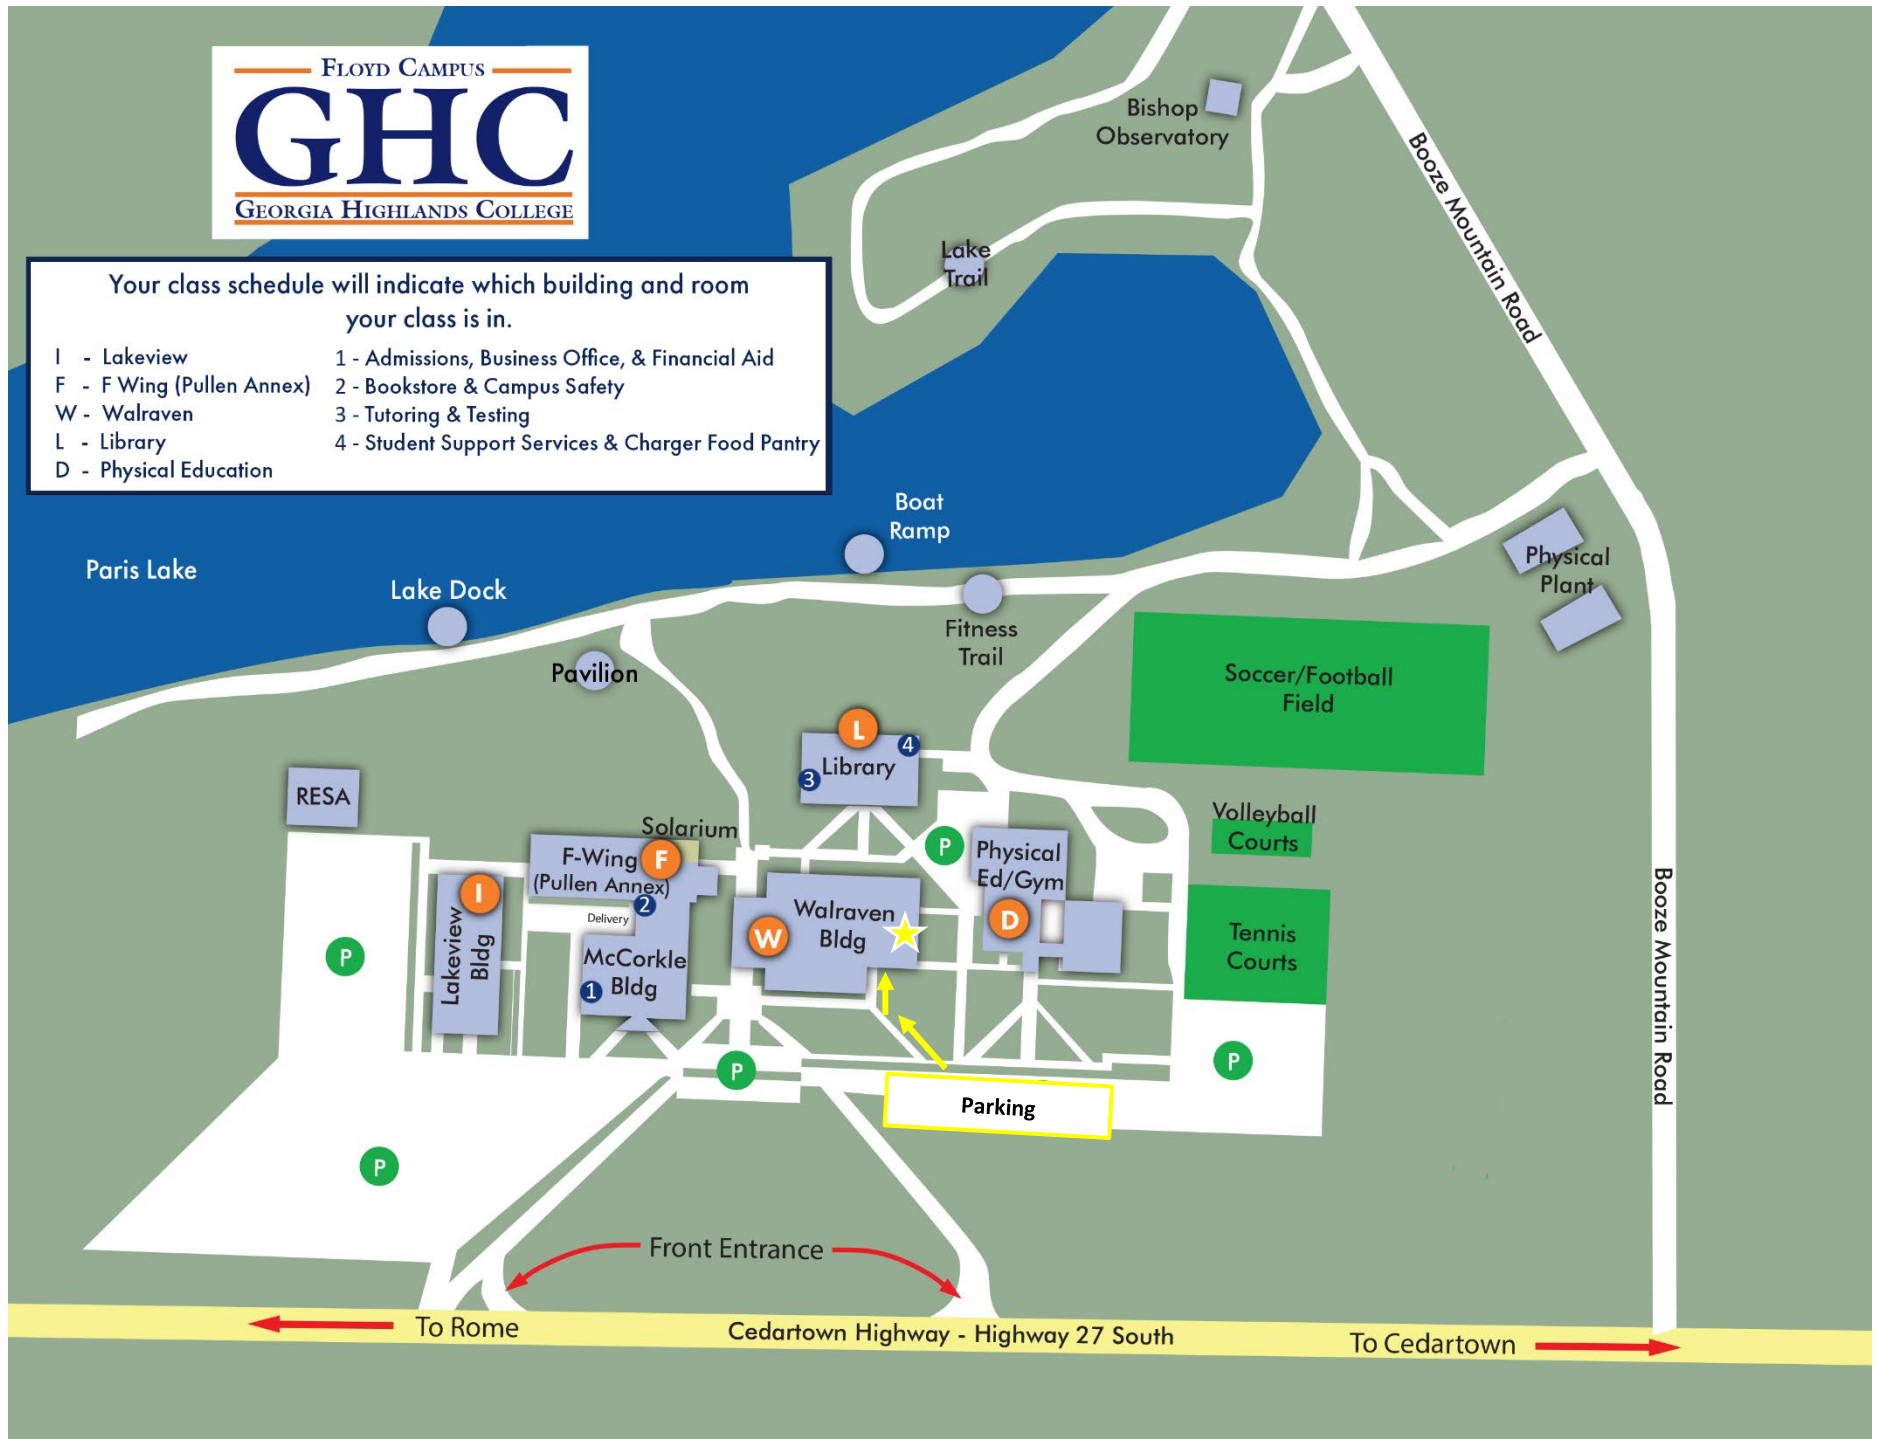 FLOYD CAMPUS
GHC
GEORGIA HIGHLANDS COLLEGE
Your class schedule will indicate which building and room
your class is in.
I - Lakeview
F - F Wing (Pullen Annex)
W - Walraven
L - Library
D - Physical Education
1 - Admissions, Business Office, & Financial Aid
2 - Bookstore & Campus Safety
3 - Tutoring & Testing
4 - Student Support Services & Charger Food Pantry
Bishop
Observatory
Booze Mountain Road
Lake
Trail
Boat
Ramp
Paris Lake
Lake Dock
Physical
Plant
Fitness
Trail
Pavilion
Soccer/Football
Field
L
4
Library
3
RESA
Solarium
Volleyball
Courts
F-Wing
F
(Pullen Annex)
2
P
Physical
Ed/Gym
D
I
Lakeview
Bldg
Delivery
McCorkle
Bldg
1
Walraven
Bldg
W
Tennis
Courts
P
P
P
Parking
P
Booze Mountain Road
Front Entrance
To Rome
Cedartown Highway - Highway 27 South
To Cedartown